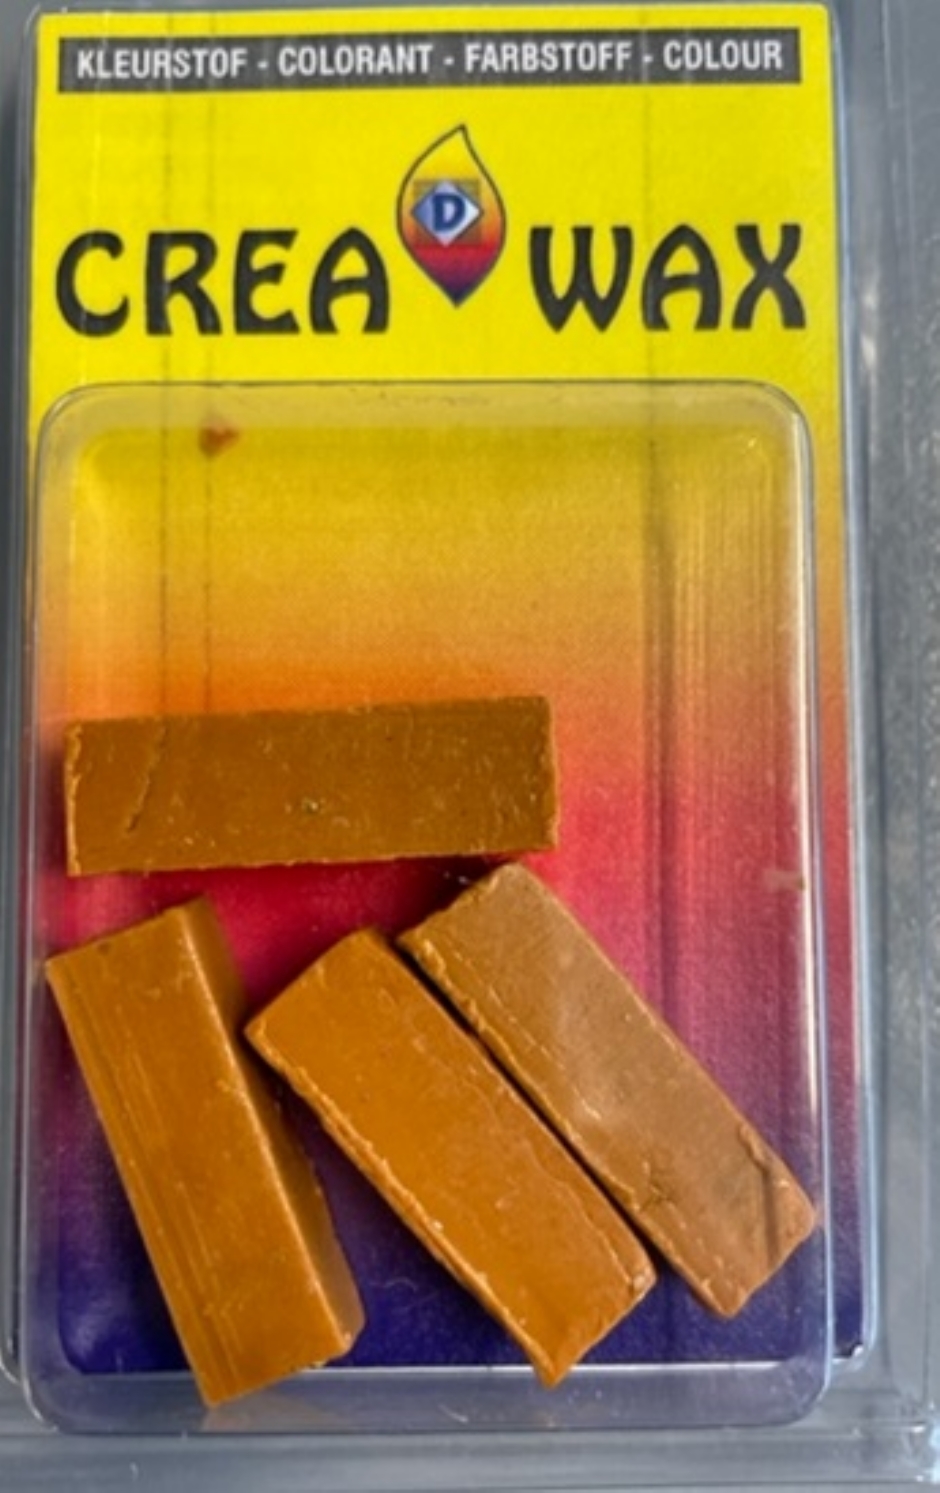 KLEURSTOF - COLORANT - FARBSTOFF - COLOUR
CREA D WAX